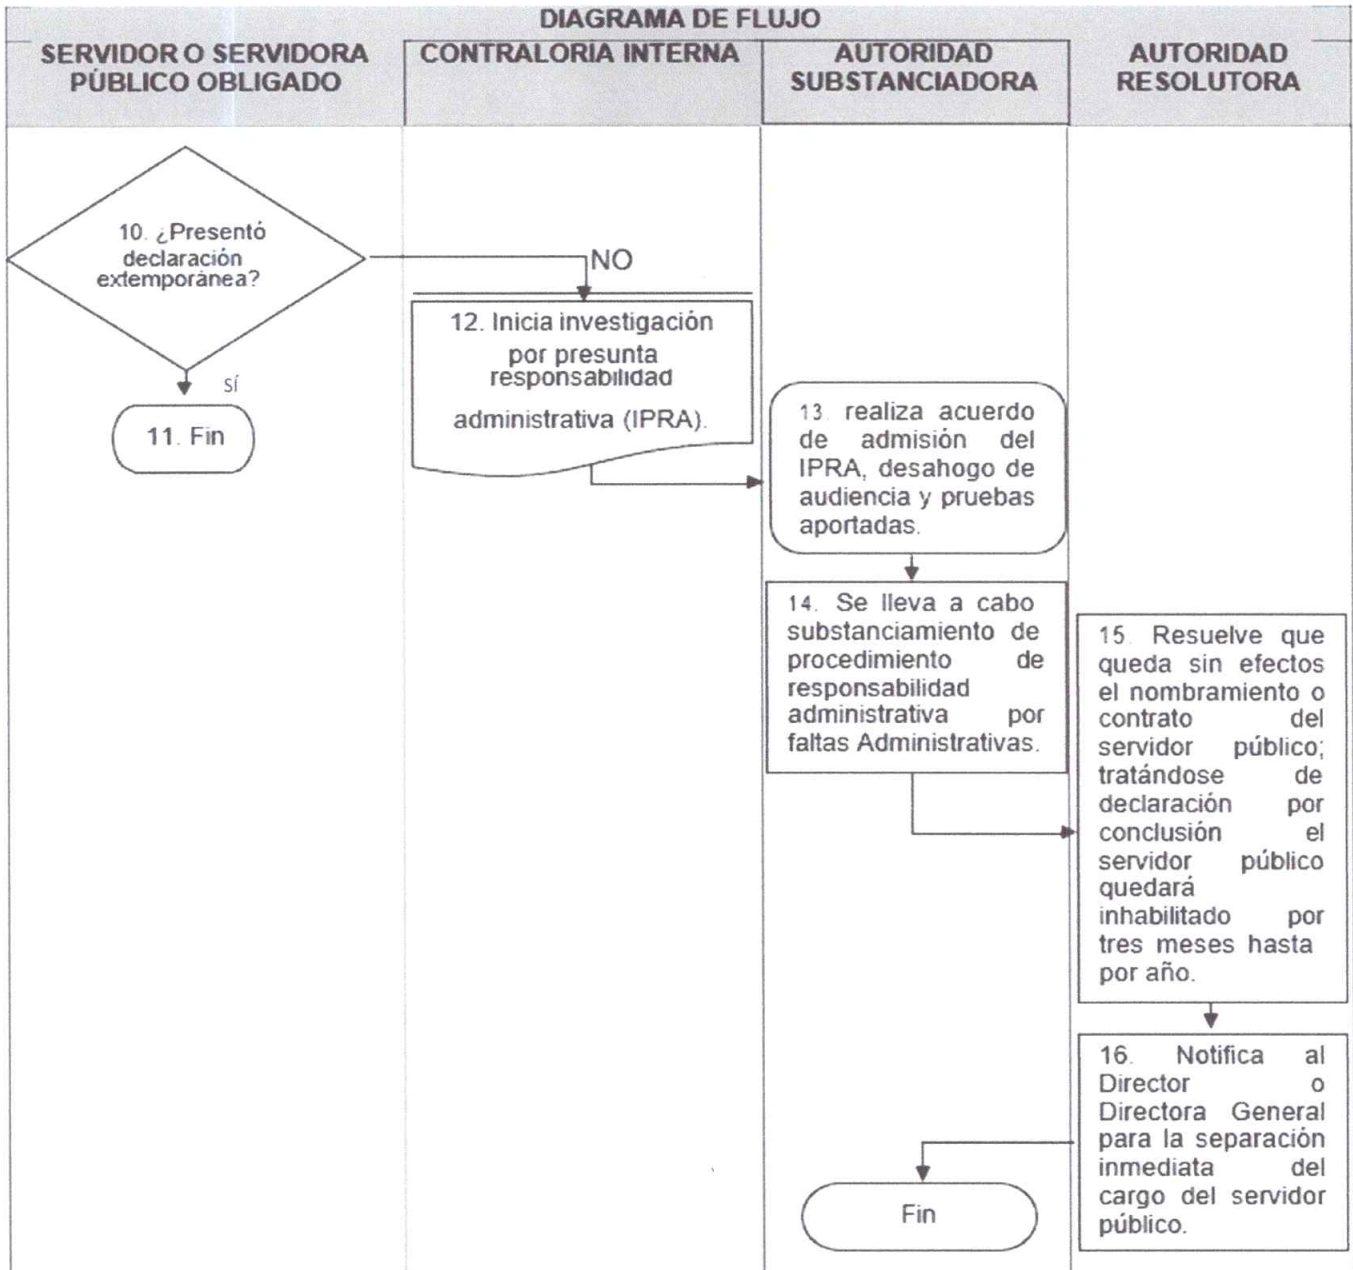 DIAGRAMA DE FLUJO
SERVIDOR O SERVIDORA
PÚBLICO OBLIGADO
CONTRALORIA INTERNA
AUTORIDAD
SUBSTANCIADORA
AUTORIDAD
RESOLUTORA
10. ¿Presentó
declaración
extemporánea?
NO
sí
11. Fin
12. Inicia investigación
por presunta
responsabilidad
administrativa (IPRA).
13. realiza acuerdo
de admisión del
IPRA, desahogo de
audiencia y pruebas
aportadas.
14. Se lleva a cabo
substanciamiento de
procedimiento de
responsabilidad
administrativa por
faltas Administrativas.
15. Resuelve que
queda sin efectos
el nombramiento o
contrato del
servidor público;
tratándose de
declaración por
conclusión el
servidor público
quedará
inhabilitado por
tres meses hasta
por año.
16. Notifica al
Director o
Directora General
para la separación
inmediata del
cargo del servidor
público.
Fin